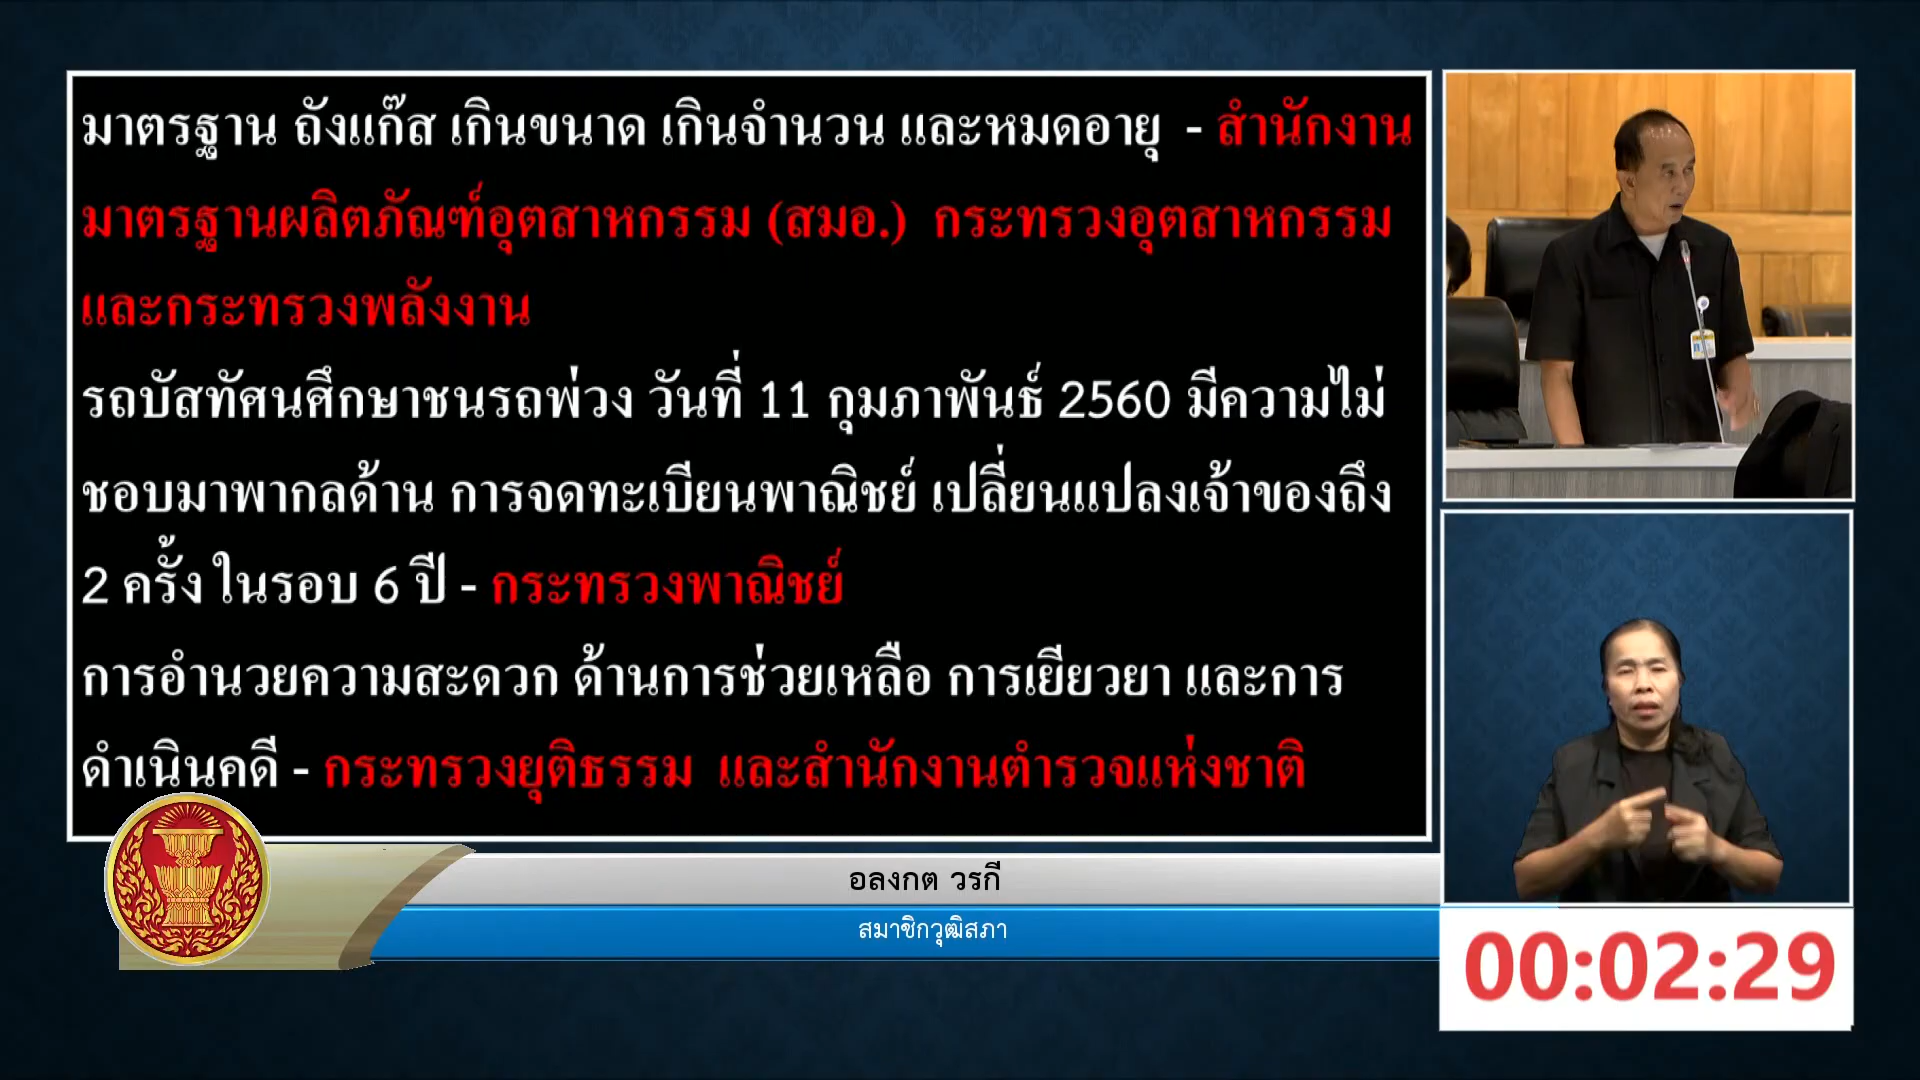 มาตรฐาน ถังแก๊ส เกินขนาด เกินจำนวน และหมดอายุ - สำนักงาน
มาตรฐานผลิตภัณฑ์อุตสาหกรรม (สมอ.) กระทรวงอุตสาหกรรม
และกระทรวงพลังงาน
รถบัสทัศนศึกษาชนรถพ่วง วันที่ 11 กุมภาพันธ์ 2560 มีความไม่
ชอบมาพากลด้าน การจดทะเบียนพาณิชย์ เปลี่ยนแปลงเจ้าของถึง
2 ครั้ง ในรอบ 6 ปี - กระทรวงพาณิชย์
การอำนวยความสะดวก ด้านการช่วยเหลือ การเยียวยา และการ
ดำเนินคดี - กระทรวงยุติธรรม และสำนักงานตำรวจแห่งชาติ
อลงกต วรกี
สมาชิกวุฒิสภา
00:02:29